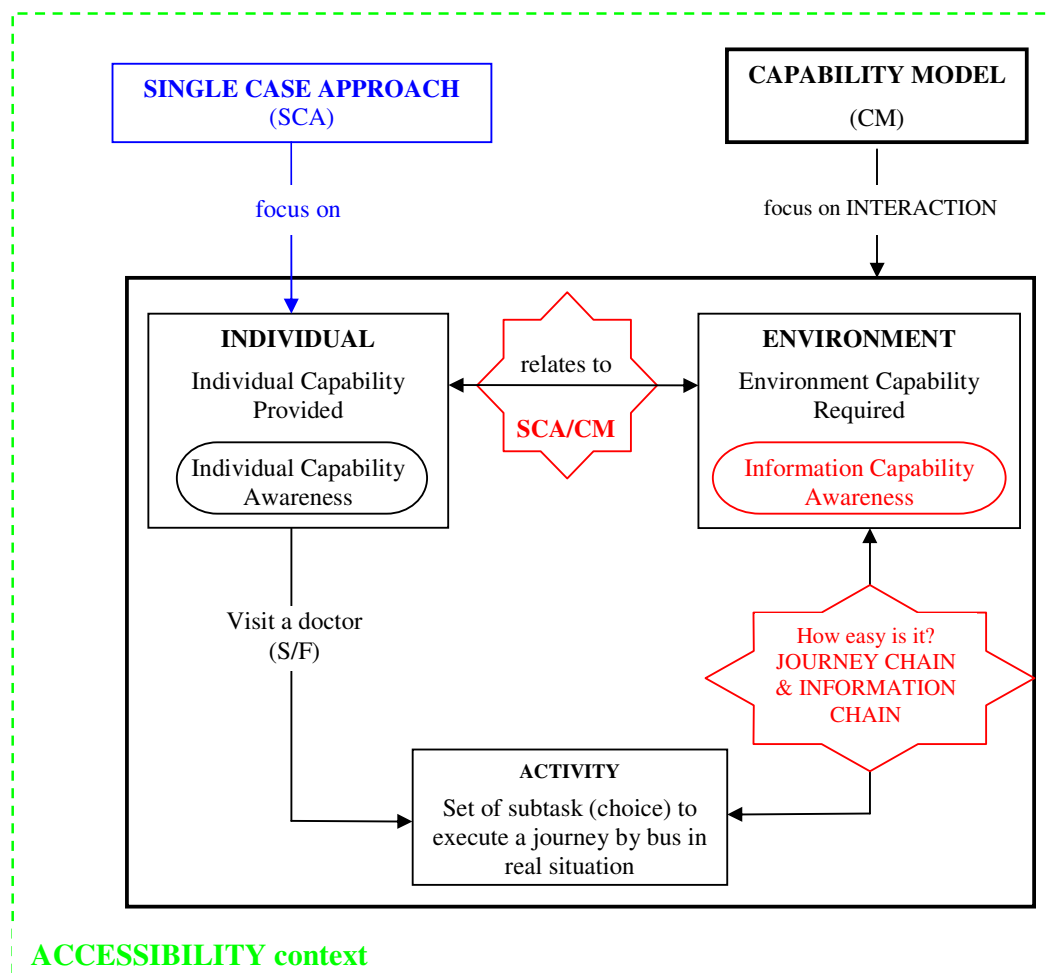 SINGLE CASE APPROACH
(SCA)
CAPABILITY MODEL
(CM)
focus on
focus on INTERACTION
INDIVIDUAL
Individual Capability
Provided
Individual Capability
Awareness
relates to
SCA/CM
ENVIRONMENT
Environment Capability
Required
Information Capability
Awareness
Visit a doctor
(S/F)
How easy is it?
JOURNEY CHAIN
& INFORMATION
CHAIN
ACTIVITY
Set of subtask (choice) to
execute a journey by bus in
real situation
ACCESSIBILITY context